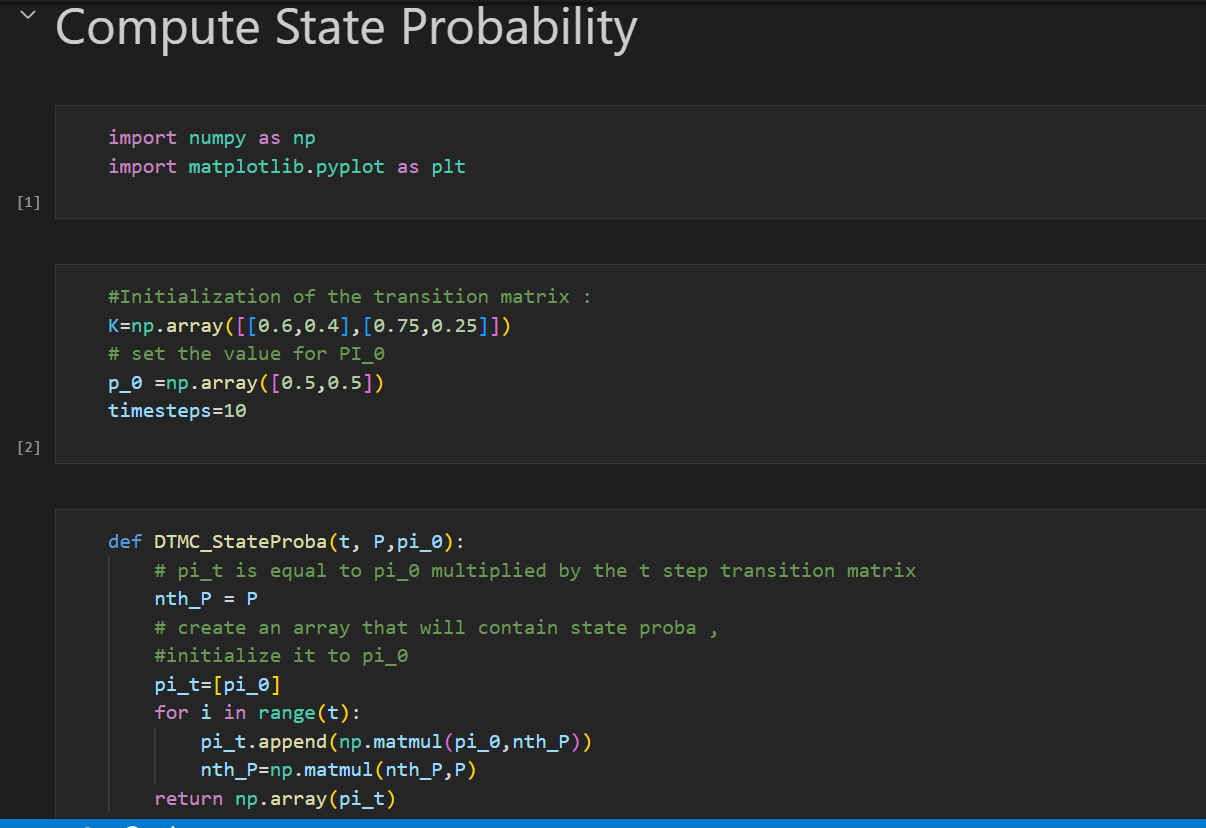 Compute State Probability
import numpy as np
import matplotlib.pyplot as plt
[1]
#Initialization of the transition matrix :
K=np.array([[0.6,0.4],[0.75,0.25]])
# set the value for PI_0
p_0 =np.array([0.5,0.5])
timesteps=10
[2]
def DTMC_StateProba(t, P,pi_0):
    # pi_t is equal to pi_0 multiplied by the t step transition matrix
    nth_P = P
    # create an array that will contain state proba ,
    #initialize it to pi_0
    pi_t=[pi_0]
    for i in range(t):
        pi_t.append(np.matmul(pi_0,nth_P))
        nth_P=np.matmul(nth_P,P)
    return np.array(pi_t)